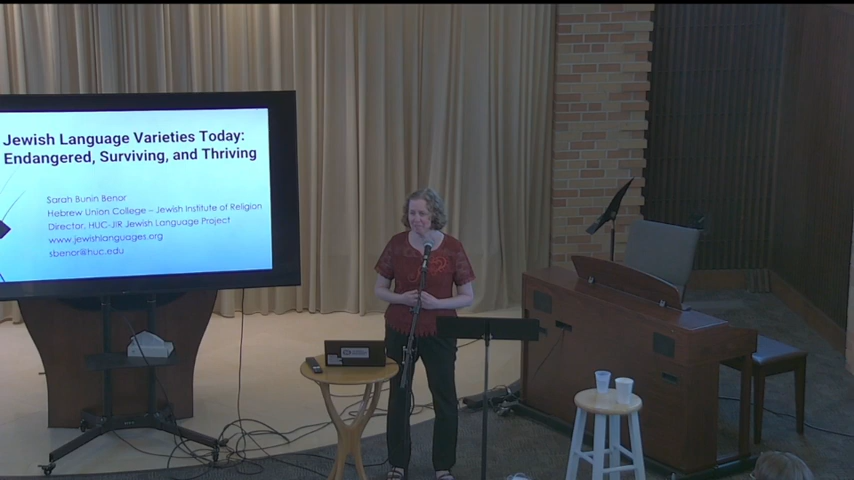 Jewish Language Varieties Today:
Endangered, Surviving, and Thriving
Sarah Bunin Benor
Hebrew Union College – Jewish Institute of Religion
Director, HUC-JIR Jewish Language Project
www.jewishlanguages.org
sbenor@huc.edu